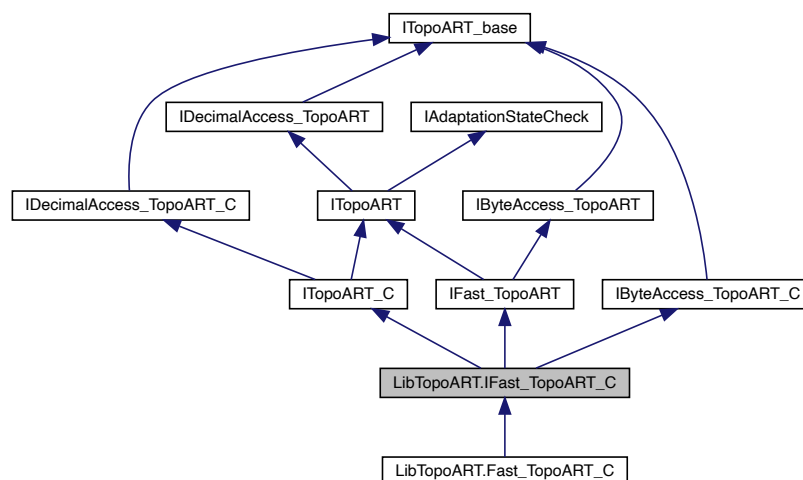 ITopoART_base
IDecimalAccess_TopoART
IAdaptationStateCheck
IDecimalAccess_TopoART_C
ITopoART
IByteAccess_TopoART
ITopoART_C
IFast_TopoART
IByteAccess_TopoART_C
LibTopoART.IFast_TopoART_C
LibTopoART.Fast_TopoART_C